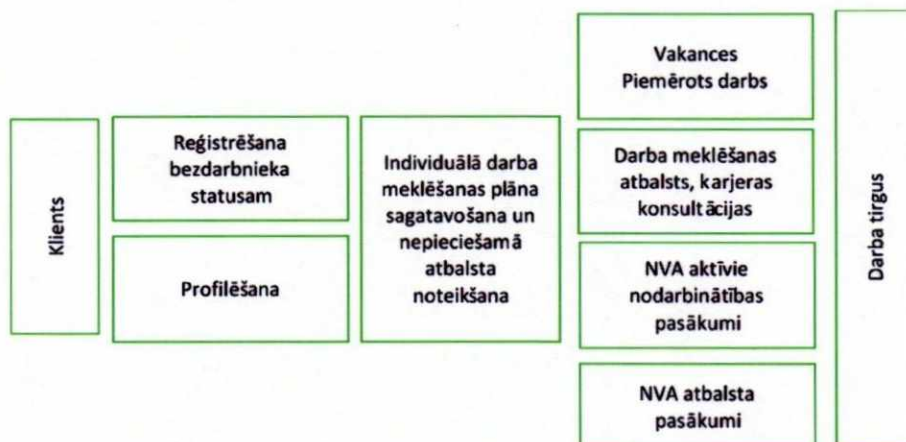 Klients
Reģistrēšana
bezdarbnieka
statusam
Profilēšana
Individuālā darba
meklēšanas plāna
sagatavošana un
nepieciešamā
atbalsta
noteikšana
Vakances
Piemērots darbs
Darba meklēšanas
atbalsts, karjeras
konsultācijas
NVA aktīvie
nodarbinātības
pasākumi
NVA atbalsta
pasākumi
Darba tirgus